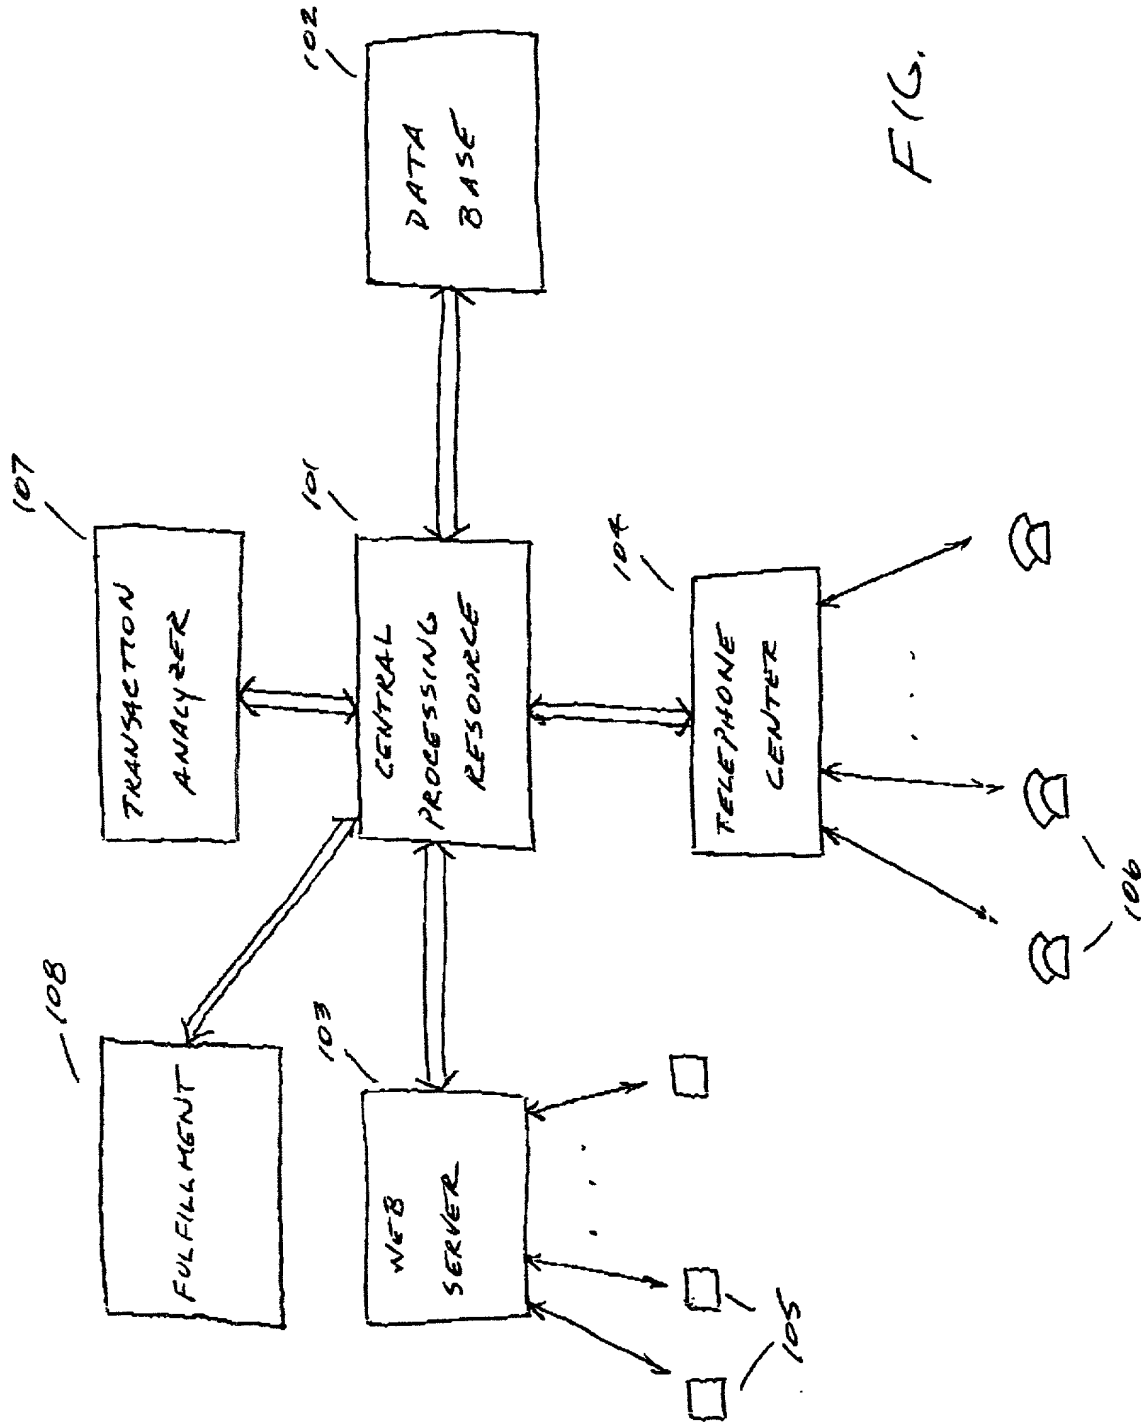 108
FULFILLMENT
107
TRANSACTION
ANALYZER
103
WEB
SERVER
101
CENTRAL
PROCESSING
RESOURCE
102
DATA
BASE
104
TELEPHONE
CENTER
105
106
FIG.